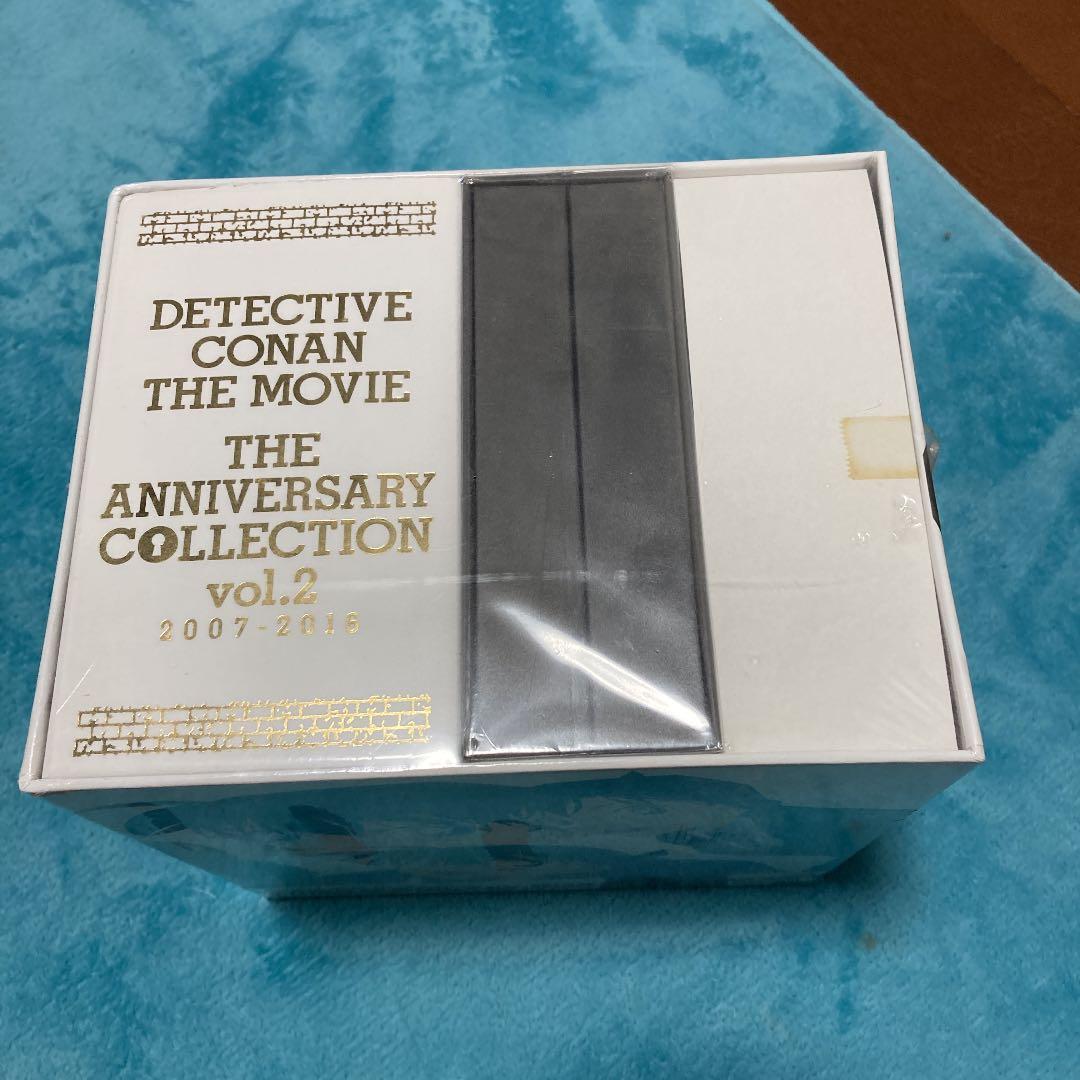 DETECTIVE
CONAN
THE MOVIE
THE
ANNIVERSARY
COLLECTION
vol.2
2007-2016